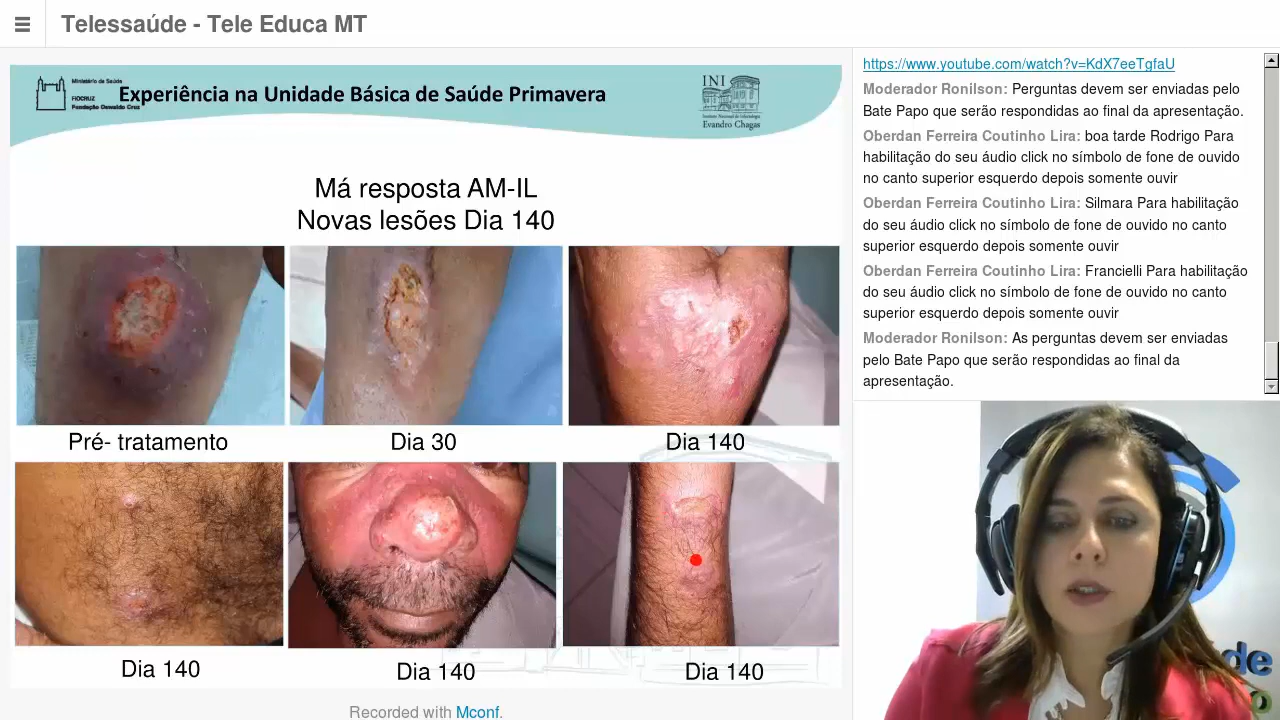 Telessaúde - Tele Educa MT
Ministério da Saúde
FIOCRUZ
Fundação Oswaldo Cruz
Experiência na Unidade Básica de Saúde Primavera
INI
Instituto Nacional de Infectologia
Evandro Chagas
Má resposta AM-IL
Novas lesões Dia 140
Pré- tratamento
Dia 30
Dia 140
Dia 140
Dia 140
Dia 140
Recorded with Mconf.
https://www.youtube.com/watch?v=KdX7eeTgfaU
Moderador Ronilson: Perguntas devem ser enviadas pelo
Bate Papo que serão respondidas ao final da apresentação.
Oberdan Ferreira Coutinho Lira: boa tarde Rodrigo Para
habilitação do seu áudio click no símbolo de fone de ouvido
no canto superior esquerdo depois somente ouvir
Oberdan Ferreira Coutinho Lira: Silmara Para habilitação
do seu áudio click no símbolo de fone de ouvido no canto
superior esquerdo depois somente ouvir
Oberdan Ferreira Coutinho Lira: Francielli Para habilitação
do seu áudio click no símbolo de fone de ouvido no canto
superior esquerdo depois somente ouvir
Moderador Ronilson: As perguntas devem ser enviadas
pelo Bate Papo que serão respondidas ao final da
apresentação.
de